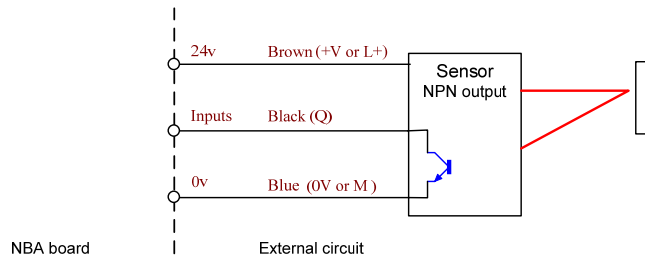 24v Brown (+V or L+)
Sensor
NPN output
Inputs Black (Q)
0v Blue (0V or M )
NBA board External circuit